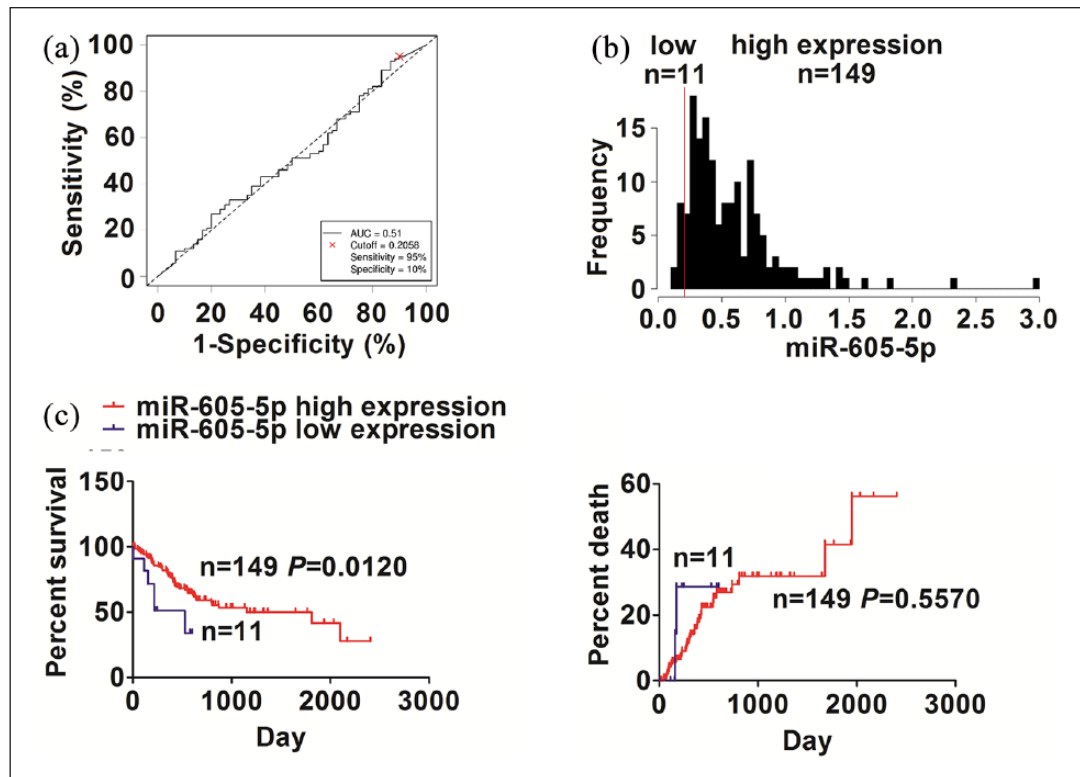 (a)
100
80
60
40
20
0
Sensitivity (%)
AUC = 0.51
Cutoff = 0.2058
Sensitivity = 95%
Specificity = 10%
0 20 40 60 80 100
1-Specificity (%)
(b)
low high expression
n=11 n=149
15
10
5
0
Frequency
0.0 0.5 1.0 1.5 2.0 2.5 3.0
miR-605-5p
(c)
miR-605-5p high expression
miR-605-5p low expression
150
100
50
0
Percent survival
n=149 P=0.0120
n=11
0 1000 2000 3000
Day
60
40
20
0
Percent death
n=11
n=149 P=0.5570
0 1000 2000 3000
Day